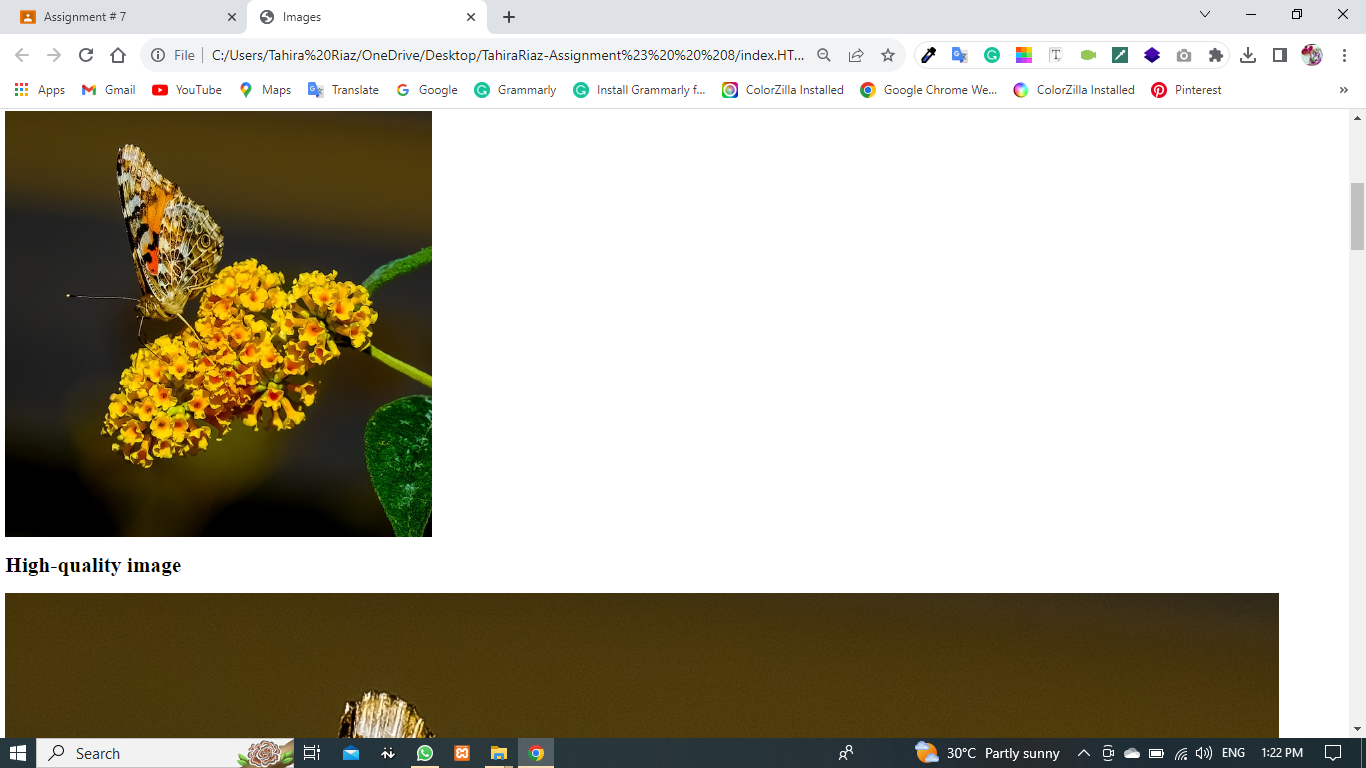 Assignment # 7
Images
File
C:/Users/Tahira%20Riaz/OneDrive/Desktop/TahiraRiaz-Assignment%23%20%20%208/index.HT...
Apps
Gmail
YouTube
Maps
Translate
Google
Grammarly
Install Grammarly f...
ColorZilla Installed
Google Chrome We...
ColorZilla Installed
Pinterest
»
High-quality image
Search
30°C Partly sunny
ENG
1:22 PM